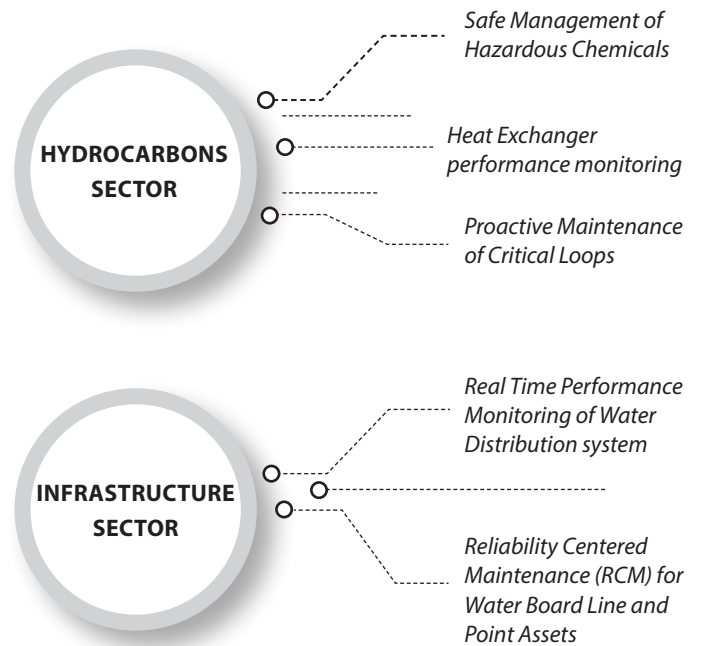 HYDROCARBONS
SECTOR
Safe Management of
Hazardous Chemicals
Heat Exchanger
performance monitoring
Proactive Maintenance
of Critical Loops
INFRASTRUCTURE
SECTOR
Real Time Performance
Monitoring of Water
Distribution system
Reliability Centered
Maintenance (RCM) for
Water Board Line and
Point Assets